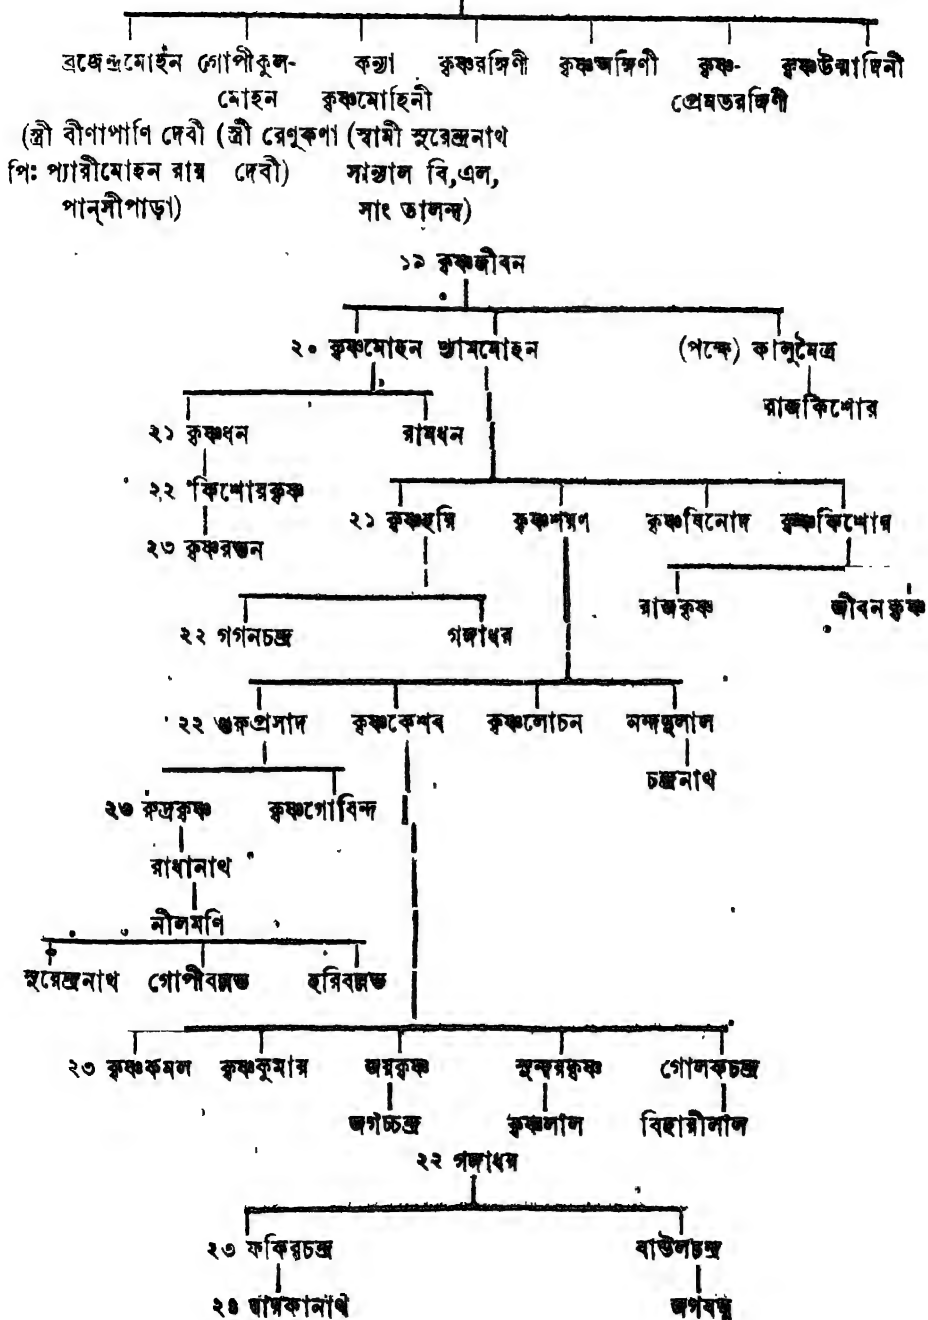 ব্রজেন্দ্রমোহন গোপীকুল- কন্যা কৃষ্ণরঙ্গিণী কৃষ্ণঅঙ্গিণী কৃষ্ণ- কৃষ্ণউন্মাদিনী
মোহন কৃষ্ণমোহিনী প্রেমতরঙ্গিণী
(স্ত্রী বীণাপাণি দেবী (স্ত্রী রেণুকণা (স্বামী সুরেন্দ্রনাথ
পিঃ প্যারীমোহন রায় দেবী) সান্তাল বি,এল,
পান্‌সীপাড়া) সাং তালন্দ)
১৯ কৃষ্ণজীবন
২০ কৃষ্ণমোহন শ্যামমোহন (পক্ষে) কালুমৈত্র
রাজকিশোর
২১ কৃষ্ণধন রামধন
২২ কিশোরকৃষ্ণ
২১ কৃষ্ণহরি কৃষ্ণশরণ কৃষ্ণবিনোদ কৃষ্ণকিশোর
২৩ কৃষ্ণরতন
রাজকৃষ্ণ জীবনকৃষ্ণ
২২ গগনচন্দ্র গঙ্গাধর
২২ গুরুপ্রসাদ কৃষ্ণকেশব কৃষ্ণলোচন নন্দদুলাল
চন্দ্রনাথ
২৩ রুদ্রকৃষ্ণ কৃষ্ণগোবিন্দ
রাধানাথ
নীলমণি
সুরেন্দ্রনাথ গোপীবল্লভ হরিবল্লভ
২৩ কৃষ্ণকমল কৃষ্ণকুমার জয়কৃষ্ণ সুন্দরকৃষ্ণ গোলকচন্দ্র
জগচ্চন্দ্র কৃষ্ণলাল বিহারীলাল
২২ গঙ্গাধর
২৩ ফকিরচন্দ্র বাউলচন্দ্র
২৪ দ্বারকানাথ জগবন্ধু